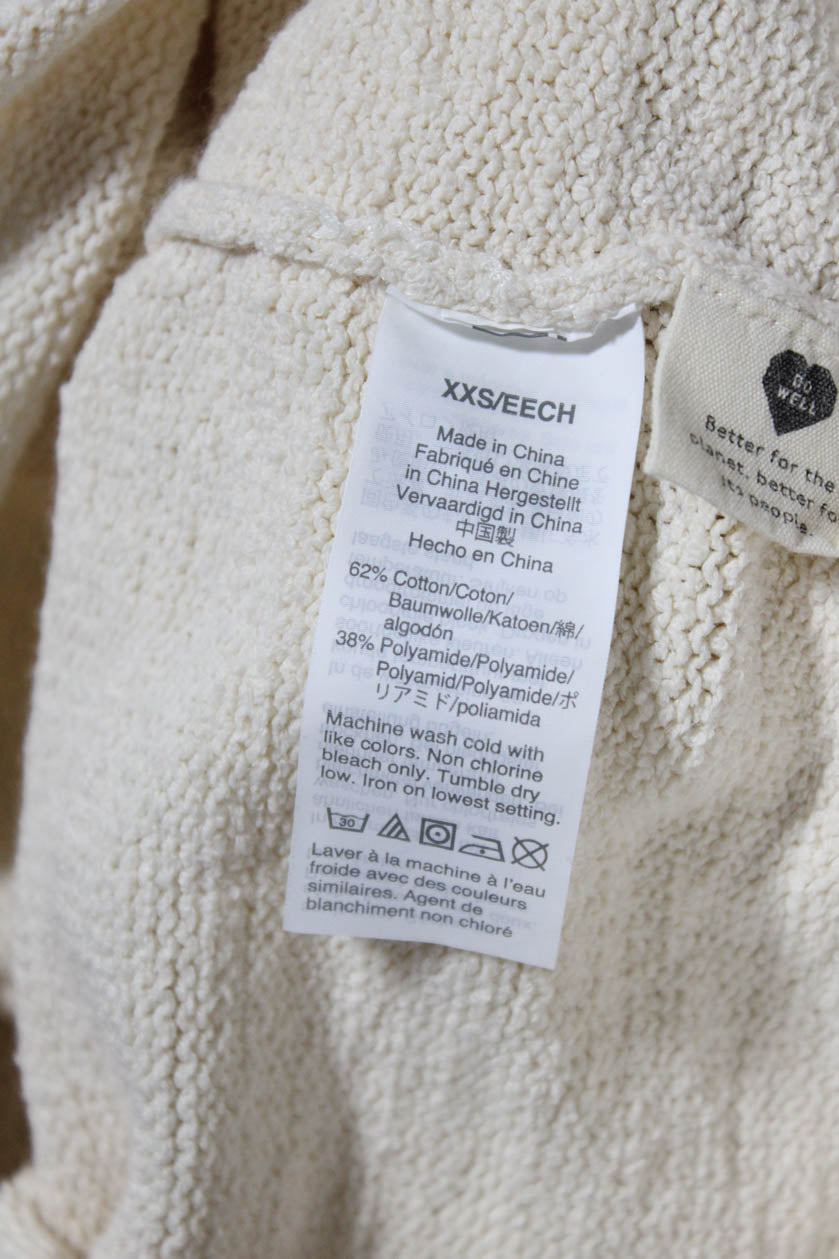 XXS/EECH
Made in China
Fabriqué en Chine
in China Hergestellt
Vervaardigd in China
中国製
Hecho en China
62% Cotton/Coton/
Baumwolle/Katoen/綿/
algodón
38% Polyamide/Polyamide/
Polyamid/Polyamide/ポ
リアミド/poliamida
Machine wash cold with
like colors. Non chlorine
bleach only. Tumble dry
low. Iron on lowest setting.
30
Laver à la machine à l'eau
froide avec des couleurs
similaires. Agent de
blanchiment non chloré
DO
WELL
Better for the
planet, better fo
its people.